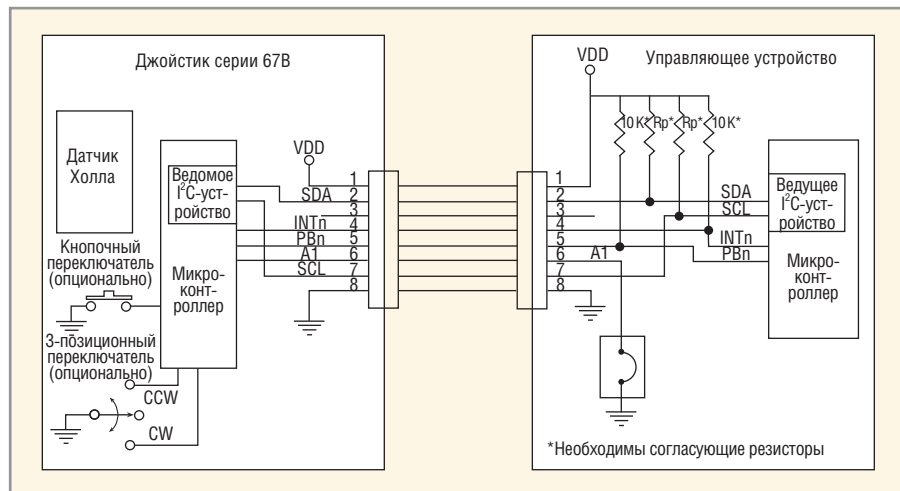 Джойстик серии 67В
Датчик
Холла
Ведомое
I²C-уст-
ройство
Микро-
конт-
роллер
Кнопочный
переключатель
(опционально)
3-позиционный
переключатель
(опционально)
CCW
CW
VDD
SDA
INTn
PBn
A1
SCL
1
2
3
4
5
6
7
8
Управляющее устройство
VDD
10K* Rp* Rp* 10K*
1
2
3
4
5
6
7
8
A1
SDA
SCL
INTn
PBn
Ведущее
I²C-уст-
ройство
Микро-
конт-
роллер
*Необходимы согласующие резисторы